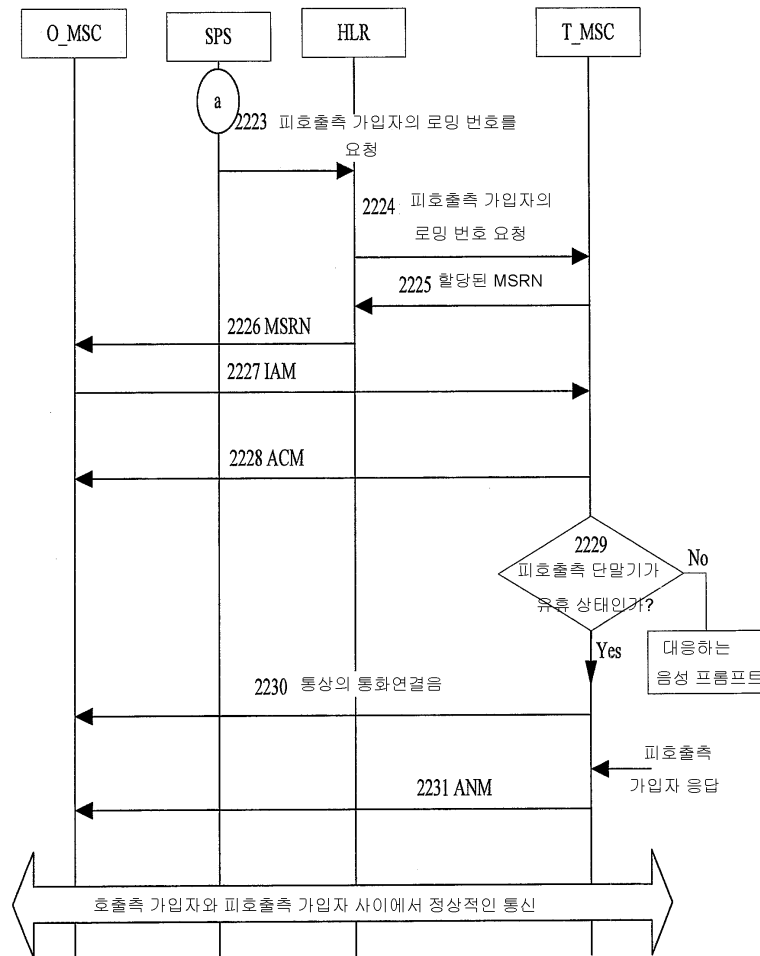 O_MSC
SPS
HLR
T_MSC
a
2223 피호출측 가입자의 로밍 번호를
요청
2224 피호출측 가입자의
로밍 번호 요청
2225 할당된 MSRN
2226 MSRN
2227 IAM
2228 ACM
2229
피호출측 단말기가
유휴 상태인가?
No
Yes
대응하는
음성 프롬프트
2230 통상의 통화연결음
피호출측
가입자 응답
2231 ANM
호출측 가입자와 피호출측 가입자 사이에서 정상적인 통신